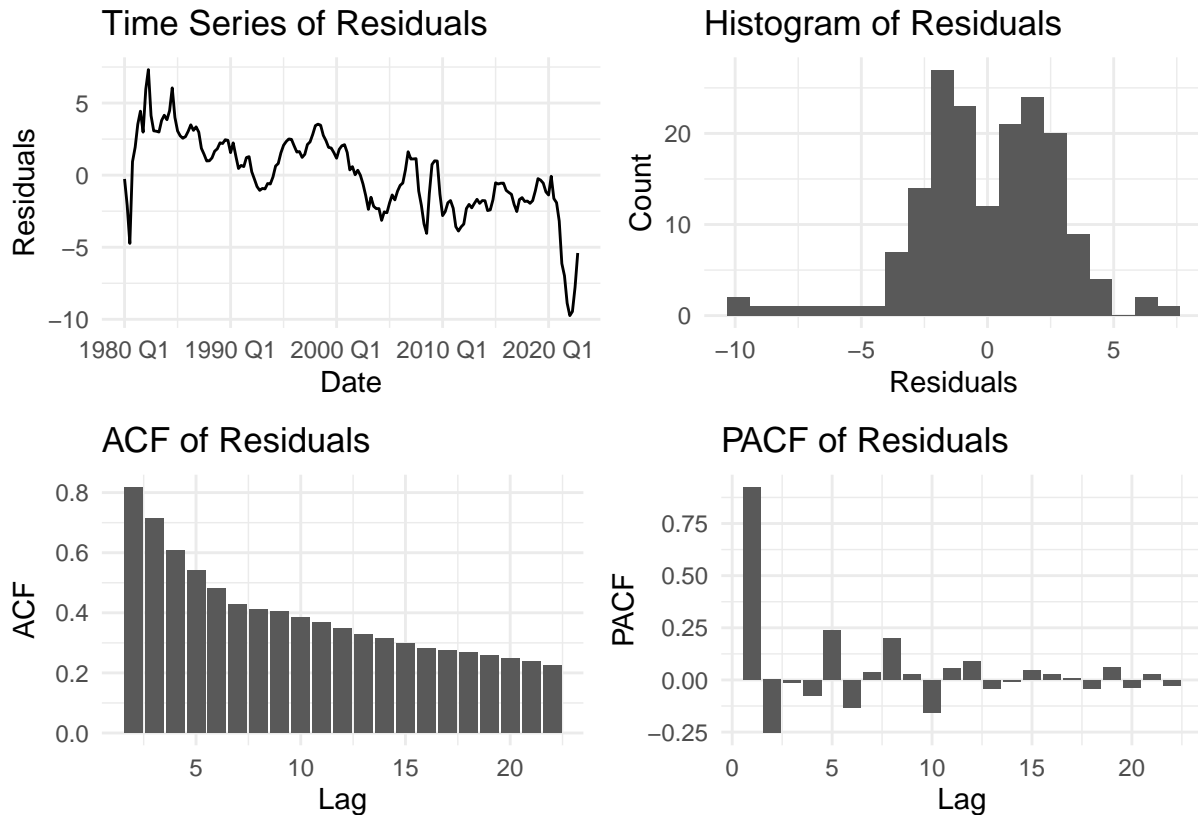 Time Series of Residuals
Residuals
5
0
−5
−10
1980 Q1 1990 Q1 2000 Q1 2010 Q1 2020 Q1
Date
Histogram of Residuals
Count
20
10
0
−10 −5 0 5
Residuals
ACF of Residuals
ACF
0.8
0.6
0.4
0.2
0.0
5 10 15 20
Lag
PACF of Residuals
PACF
0.75
0.50
0.25
0.00
−0.25
0 5 10 15 20
Lag